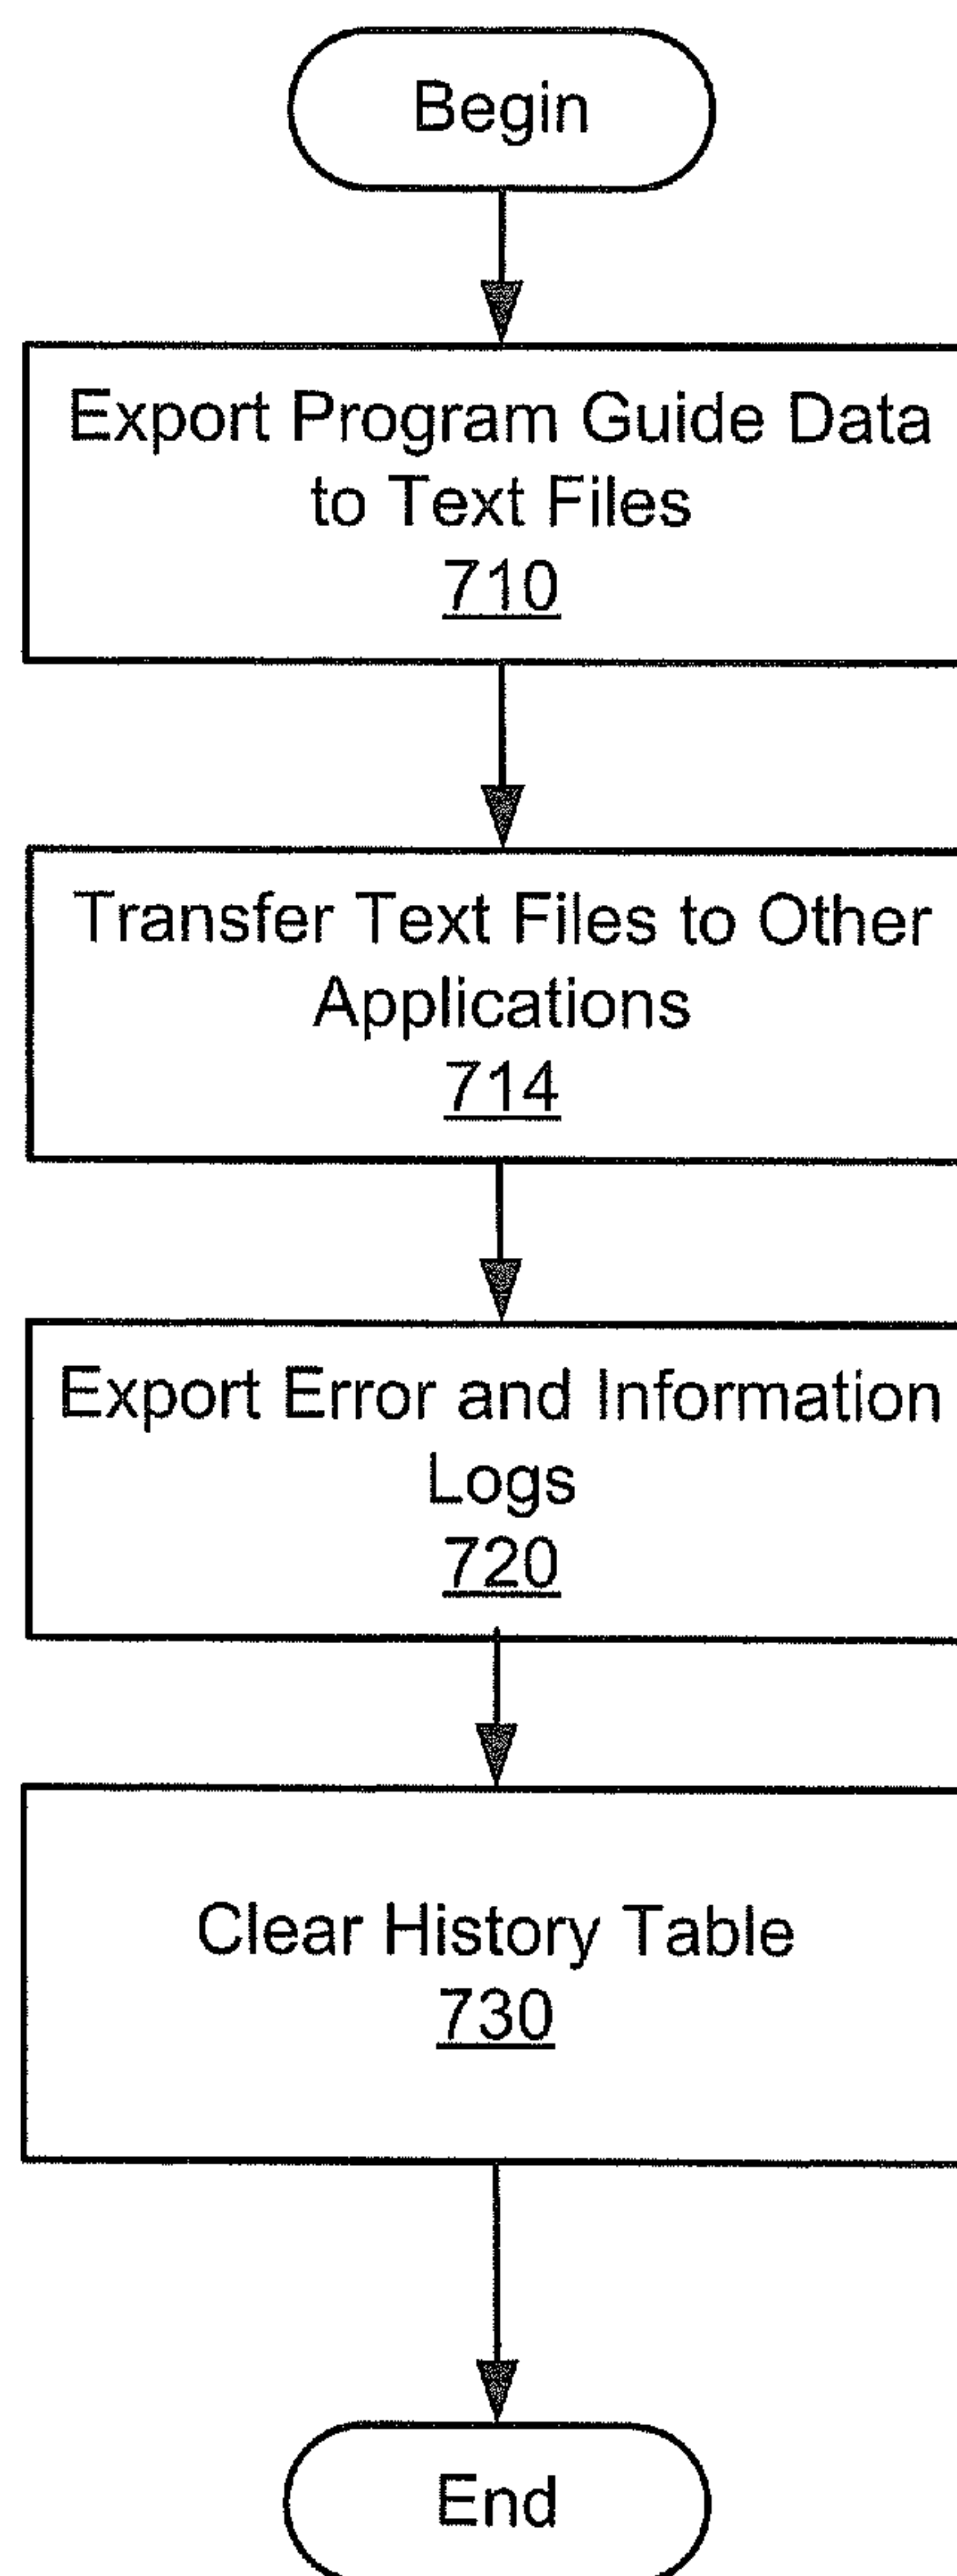 Begin
Export Program Guide Data
to Text Files
710
Transfer Text Files to Other
Applications
714
Export Error and Information
Logs
720
Clear History Table
730
End